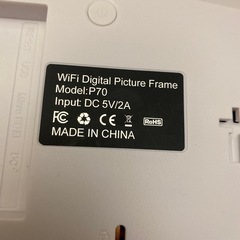 WiFi Digital Picture Frame
Model:P70
Input: DC 5V/2A
FC CE RoHS
MADE IN CHINA